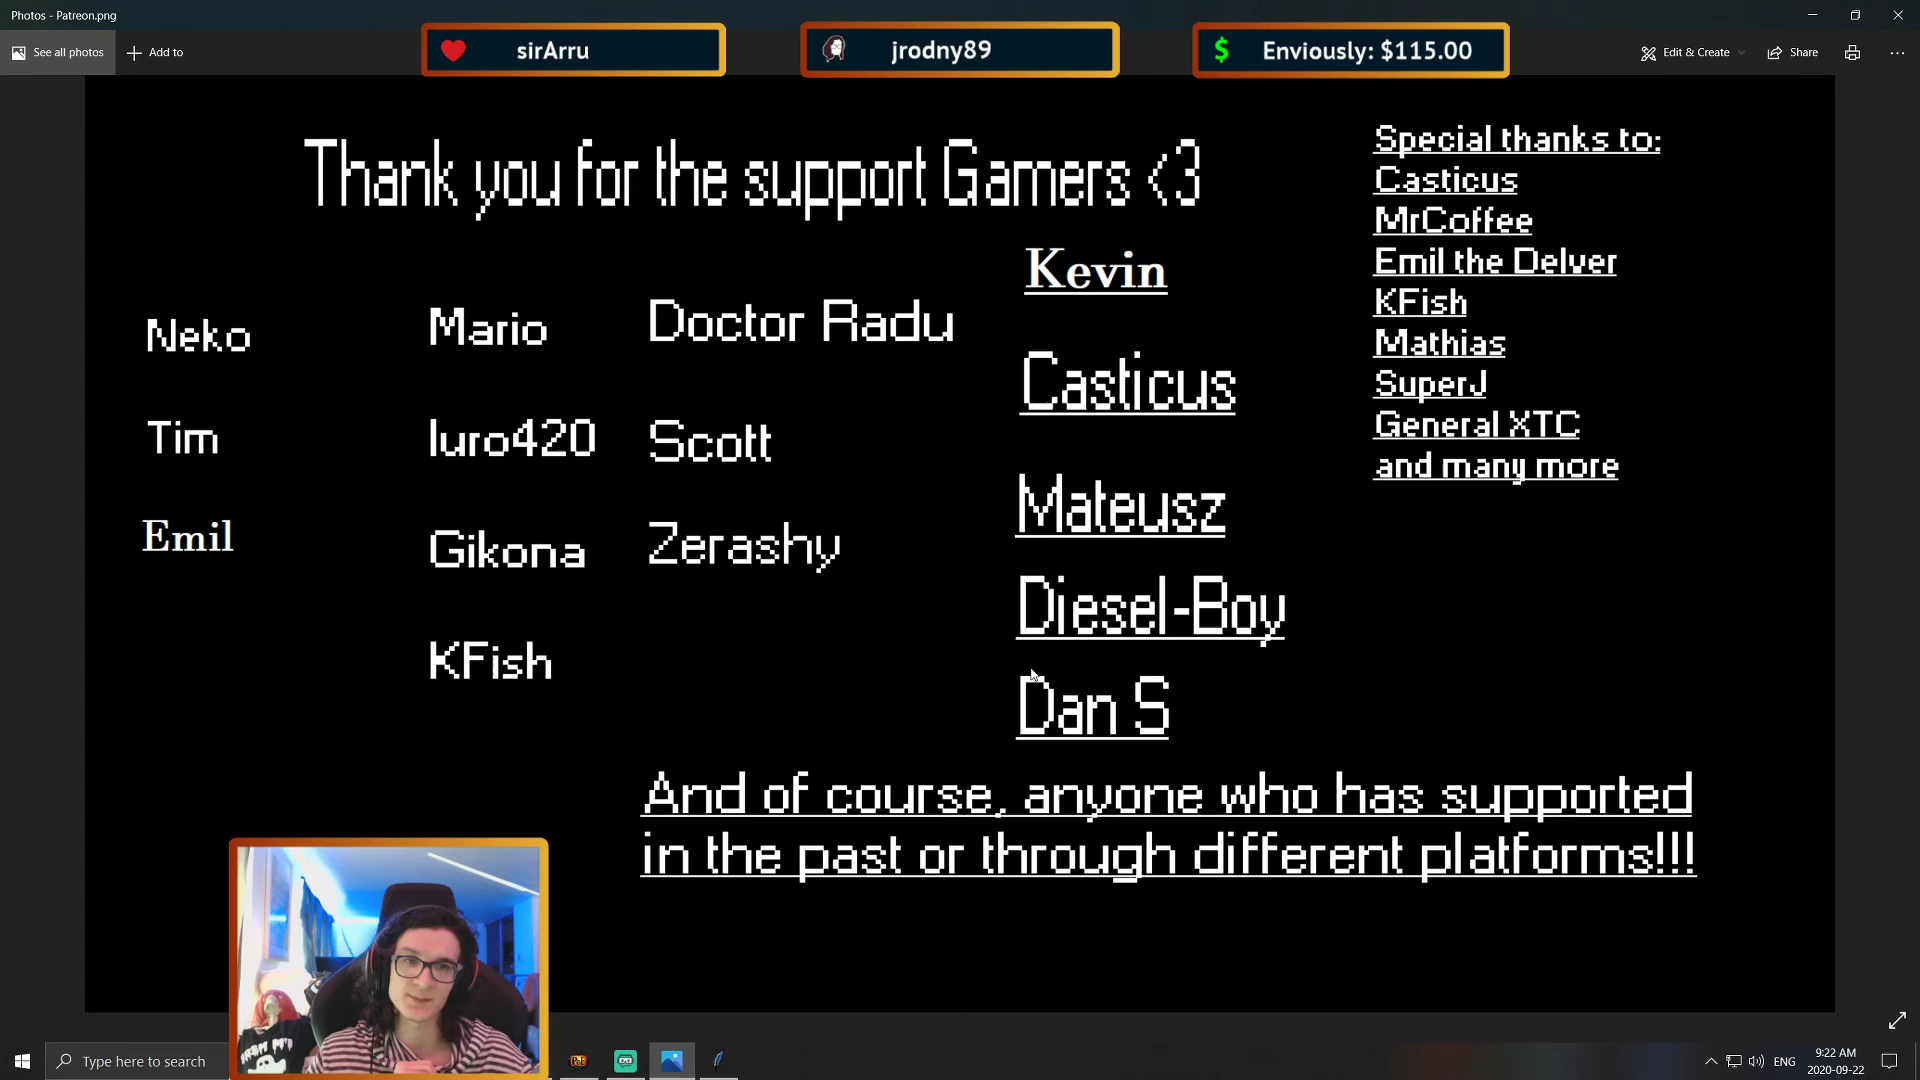 Photos - Patreon.png
See all photos
Add to
sirArru
jrodny89
$ Enviously: $115.00
Edit & Create
Share
Thank you for the support Gamers <3
Neko
Tim
Emil
Mario
luro420
Gikona
KFish
Doctor Radu
Scott
Zerashy
Kevin
Casticus
Mateusz
Diesel-Boy
Dan S
Special thanks to:
Casticus
MrCoffee
Emil the Delver
KFish
Mathias
SuperJ
General XTC
and many more
And of course, anyone who has supported
in the past or through different platforms!!!
Type here to search
PoE
ENG
9:22 AM
2020-09-22